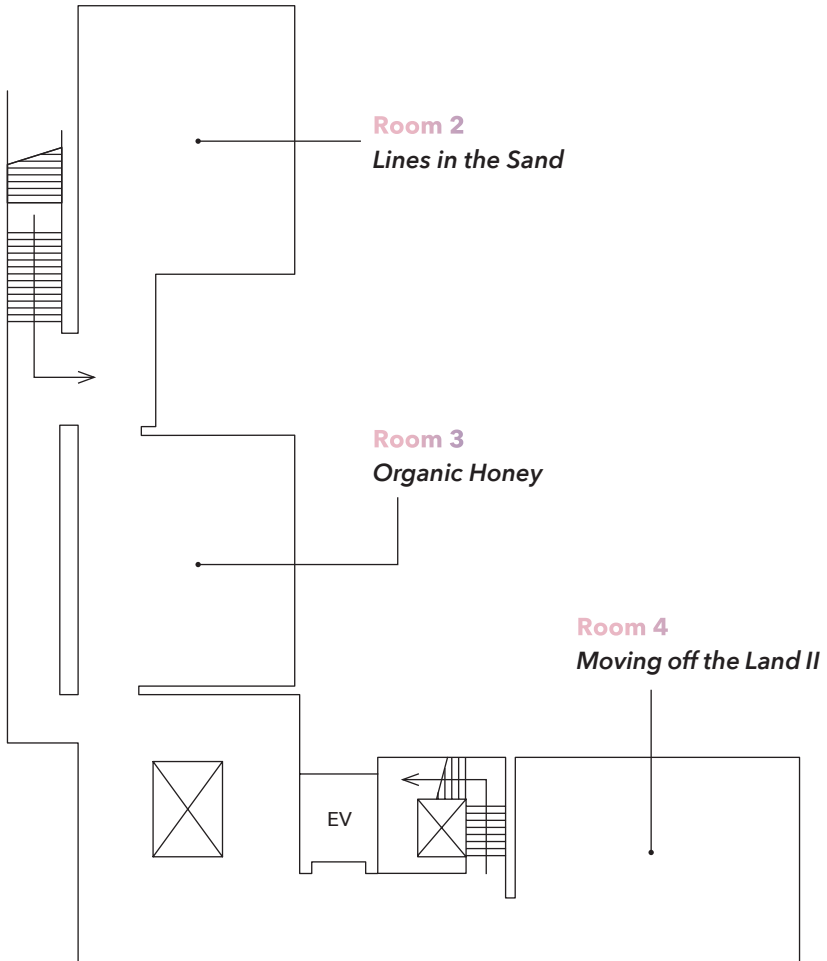 Room 2
Lines in the Sand
Room 3
Organic Honey
Room 4
Moving off the Land II
EV